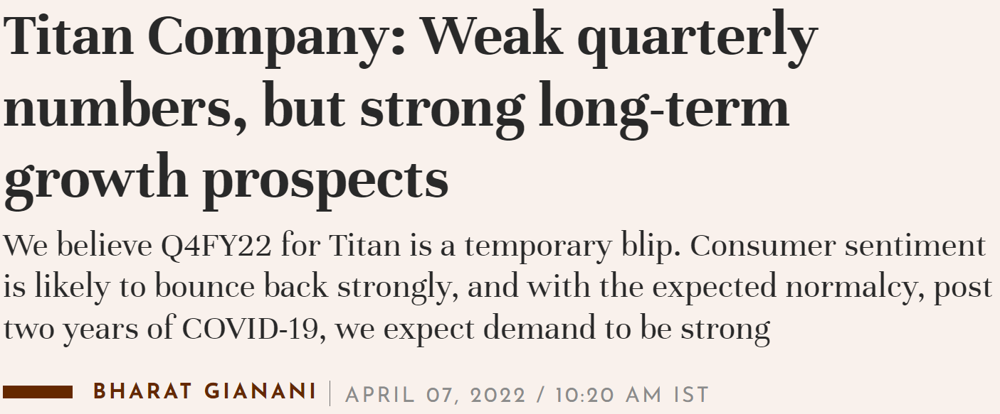 Titan Company: Weak quarterly
numbers, but strong long-term
growth prospects
We believe Q4FY22 for Titan is a temporary blip. Consumer sentiment
is likely to bounce back strongly, and with the expected normalcy, post
two years of COVID-19, we expect demand to be strong
BHARAT GIANANI | APRIL 07, 2022 / 10:20 AM IST